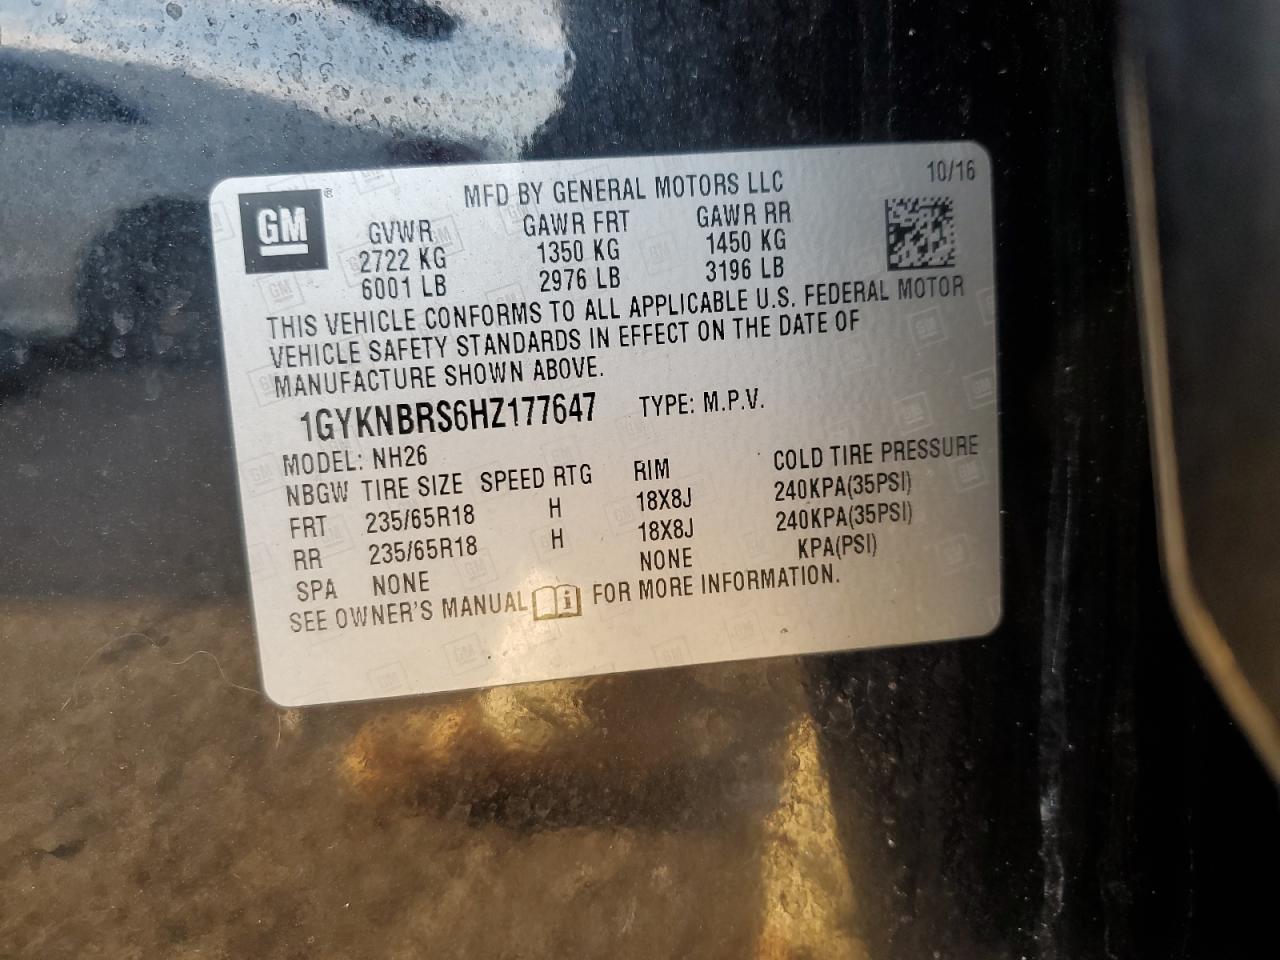 GM ® MFD BY GENERAL MOTORS LLC 10/16
GVWR GAWR FRT GAWR RR
2722 KG 1350 KG 1450 KG
6001 LB 2976 LB 3196 LB
THIS VEHICLE CONFORMS TO ALL APPLICABLE U.S. FEDERAL MOTOR
VEHICLE SAFETY STANDARDS IN EFFECT ON THE DATE OF
MANUFACTURE SHOWN ABOVE.
1GYKNBRS6HZ177647 TYPE: M.P.V.
MODEL: NH26
NBGW TIRE SIZE SPEED RTG RIM COLD TIRE PRESSURE
FRT 235/65R18 H 18X8J 240KPA(35PSI)
RR 235/65R18 H 18X8J 240KPA(35PSI)
SPA NONE NONE KPA(PSI)
SEE OWNER'S MANUAL i FOR MORE INFORMATION.